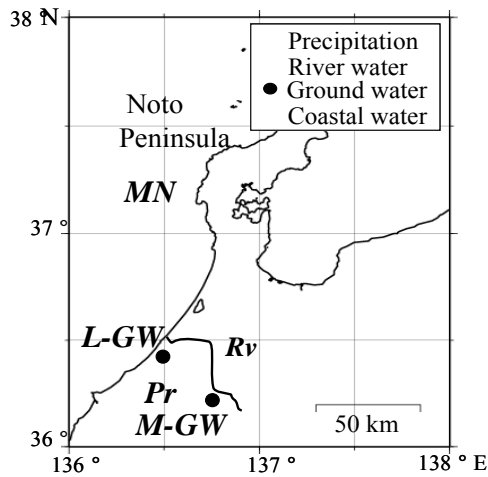 38 °N
Precipitation
River water
Ground water
Coastal water
Noto
Peninsula
MN
37 °
L-GW
Rv
Pr
M-GW
50 km
36 °
136 °
137 °
138 ° E